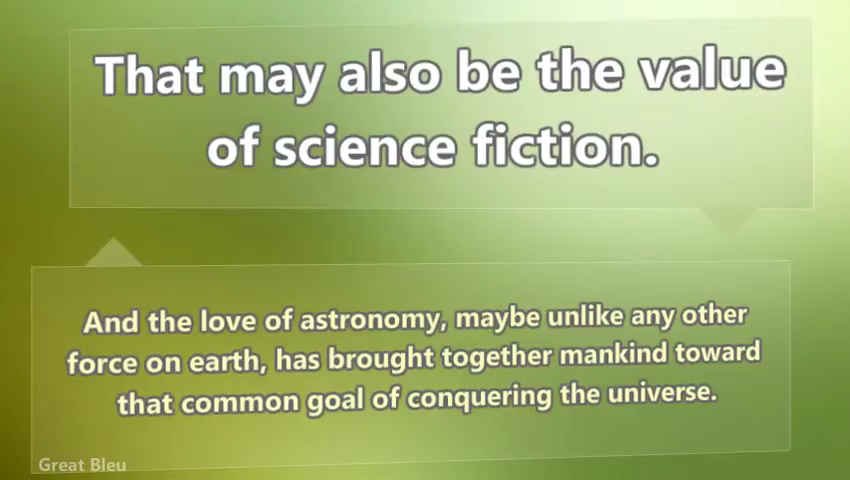 That may also be the value
of science fiction.
And the love of astronomy, maybe unlike any other
force on earth, has brought together mankind toward
that common goal of conquering the universe.
Great Bleu